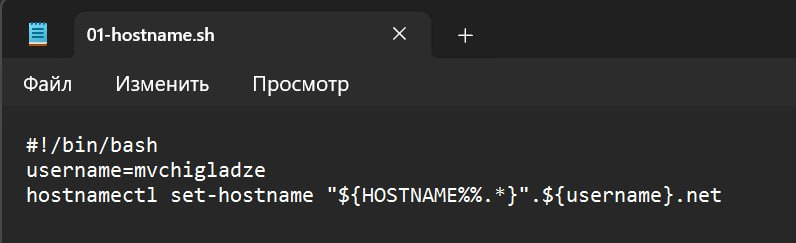 01-hostname.sh
Файл Изменить Просмотр
#!/bin/bash
username=mvchigladze
hostnamectl set-hostname "${HOSTNAME%%.*}".${username}.net